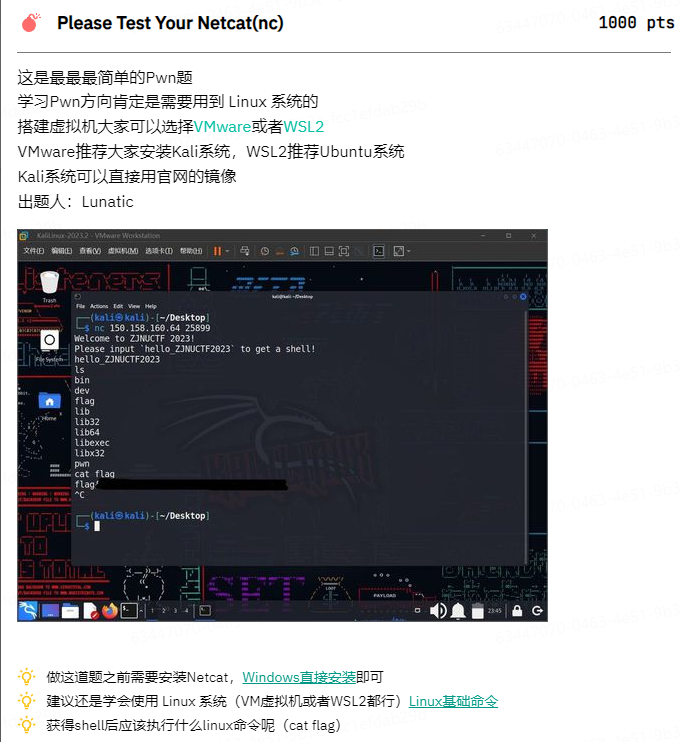 Please Test Your Netcat(nc)
1000 pts
这是最最最简单的Pwn题
学习Pwn方向肯定是需要用到 Linux 系统的
搭建虚拟机大家可以选择VMware或者WSL2
VMware推荐大家安装Kali系统，WSL2推荐Ubuntu系统
Kali系统可以直接用官网的镜像
出题人：Lunatic
KaliLinux-2023.2 - VMware Workstation
文件(F) 编辑(E) 查看(V) 虚拟机(M) 选项卡(T) 帮助(H)
Trash
File System
Home
kali@kali: ~/Desktop
File Actions Edit View Help
(kali㉿kali)-[~/Desktop]
$ nc 150.158.160.64 25899
Welcome to ZJNUCTF 2023!
Please input `hello_ZJNUCTF2023` to get a shell!
hello_ZJNUCTF2023
ls
bin
dev
flag
lib
lib32
lib64
libexec
libx32
pwn
cat flag
flag
^C
(kali㉿kali)-[~/Desktop]
$
1 2 3 4
23:45
做这道题之前需要安装Netcat，Windows直接安装即可
建议还是学会使用 Linux 系统（VM虚拟机或者WSL2都行）Linux基础命令
获得shell后应该执行什么linux命令呢（cat flag）